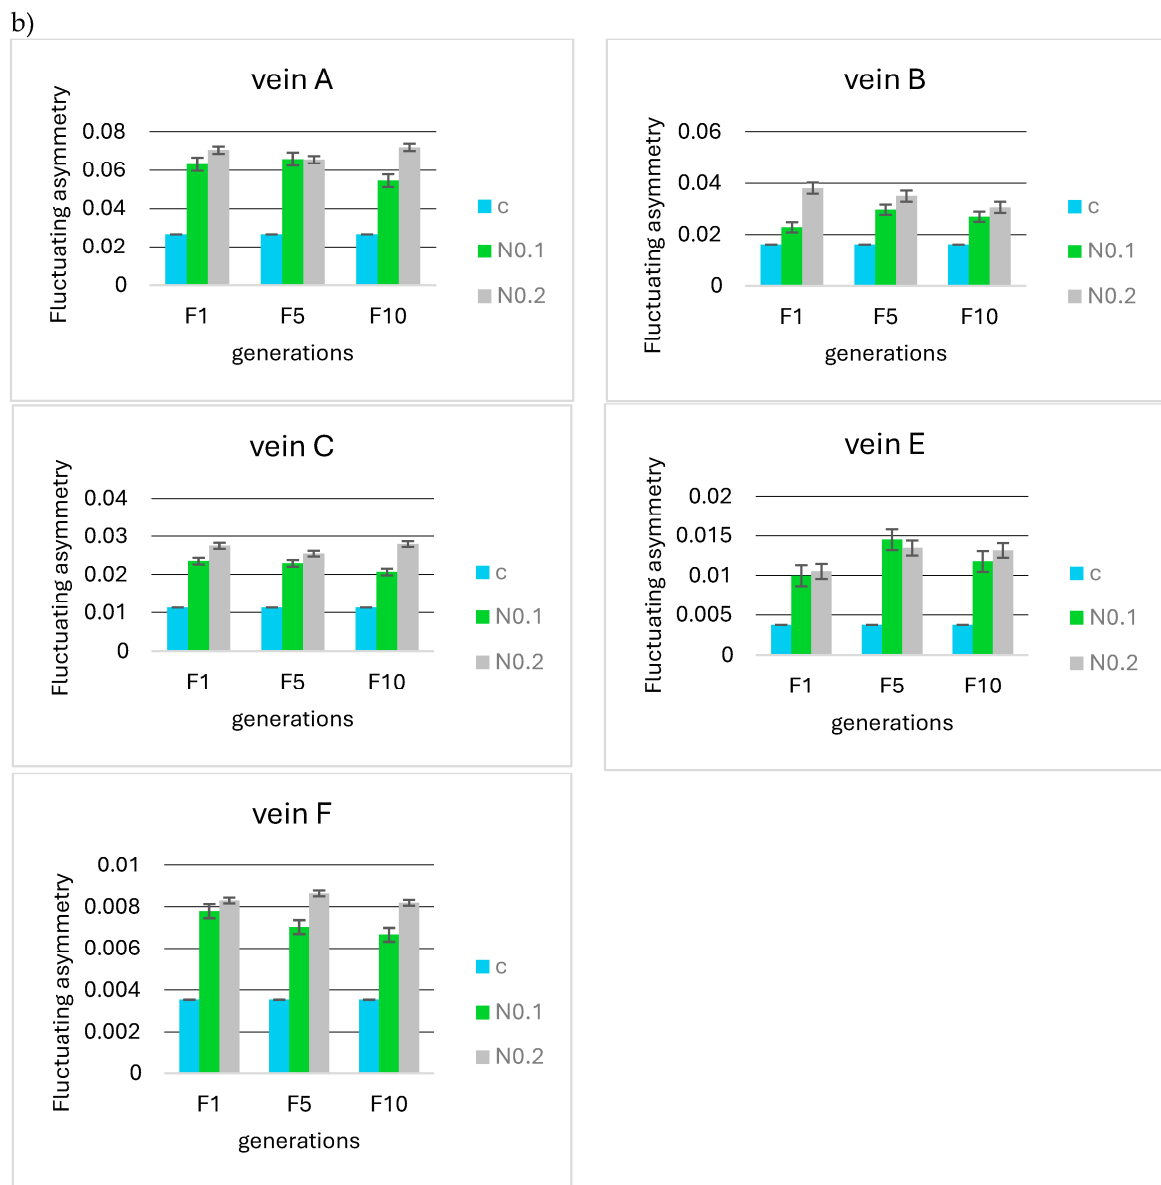 b)
vein A
Fluctuating asymmetry
0.08
0.06
0.04
0.02
0
F1 F5 F10
generations
c
N0.1
N0.2
vein B
Fluctuating asymmetry
0.06
0.04
0.02
0
F1 F5 F10
generations
c
N0.1
N0.2
vein C
Fluctuating asymmetry
0.04
0.03
0.02
0.01
0
F1 F5 F10
generations
c
N0.1
N0.2
vein E
Fluctuating asymmetry
0.02
0.015
0.01
0.005
0
F1 F5 F10
generations
c
N0.1
N0.2
vein F
Fluctuating asymmetry
0.01
0.008
0.006
0.004
0.002
0
F1 F5 F10
generations
c
N0.1
N0.2